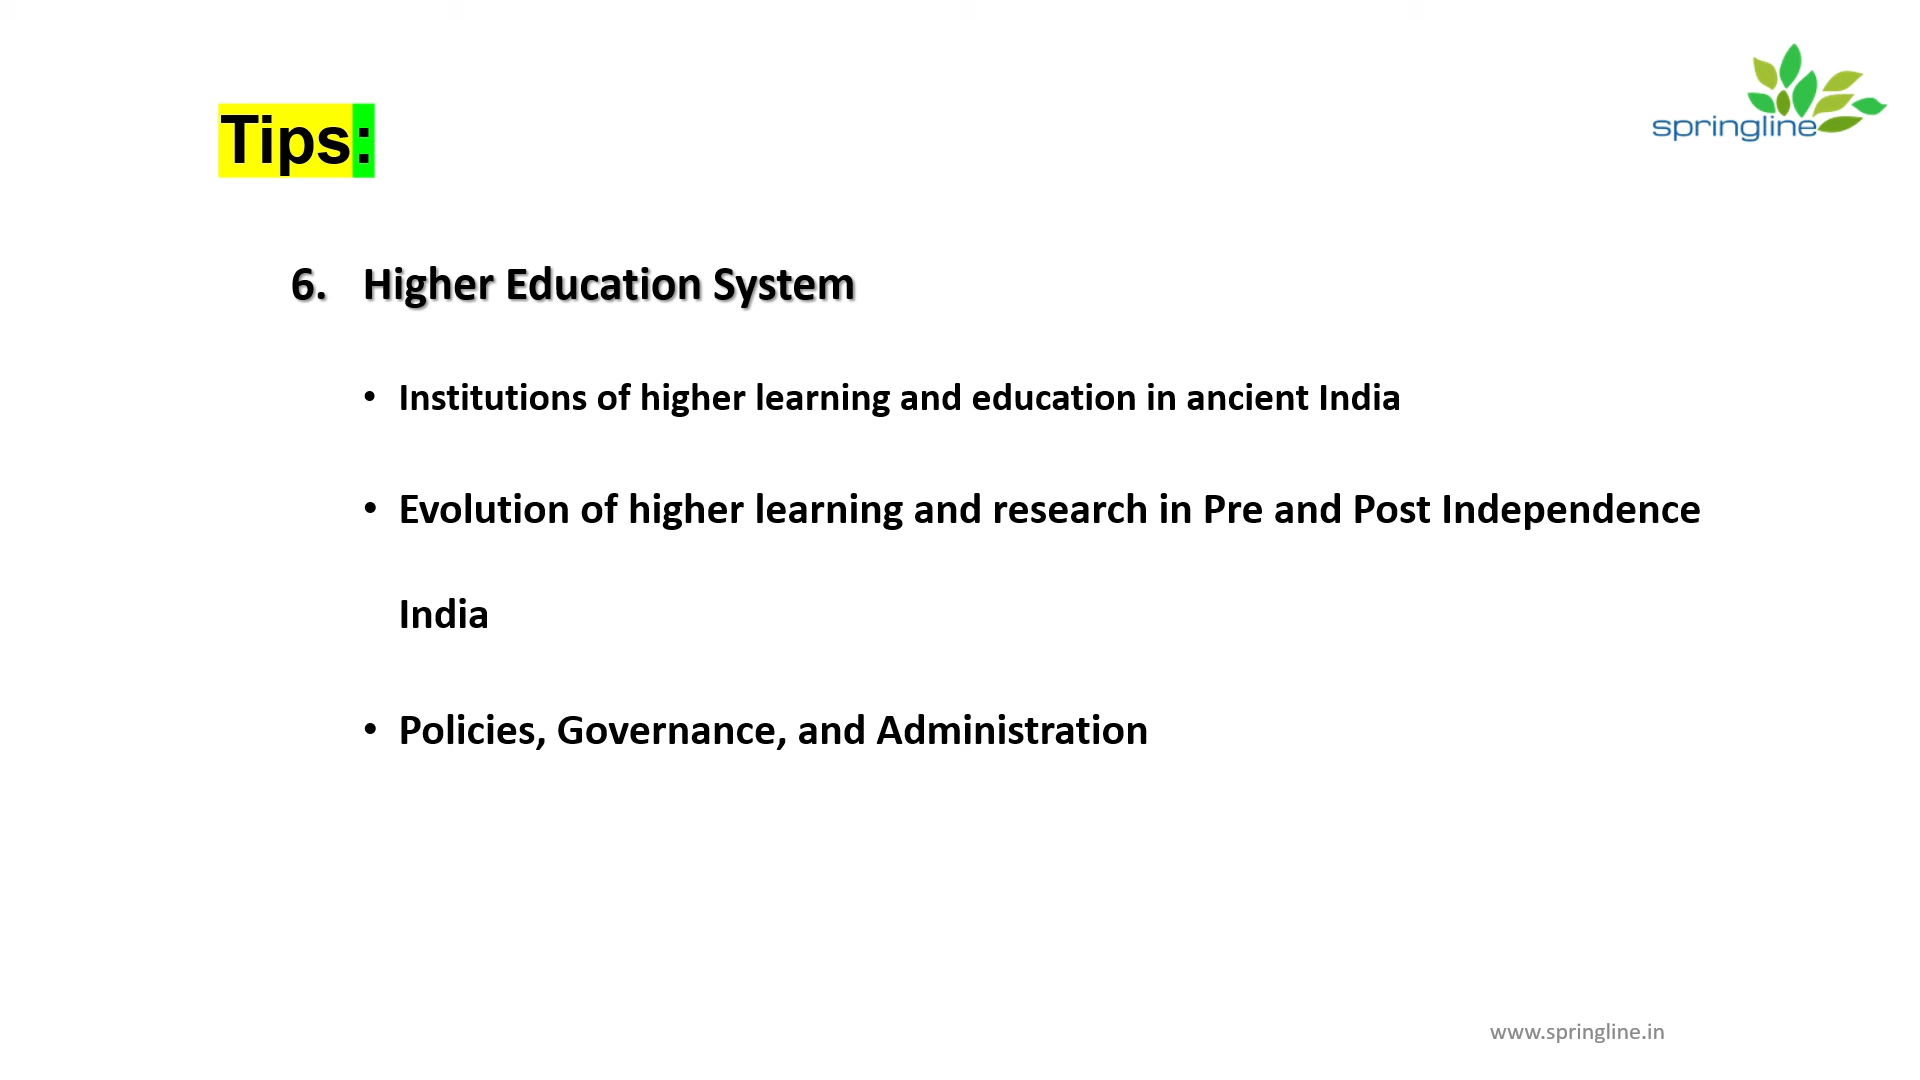 springline
Tips:
6. Higher Education System
• Institutions of higher learning and education in ancient India
• Evolution of higher learning and research in Pre and Post Independence
India
• Policies, Governance, and Administration
www.springline.in